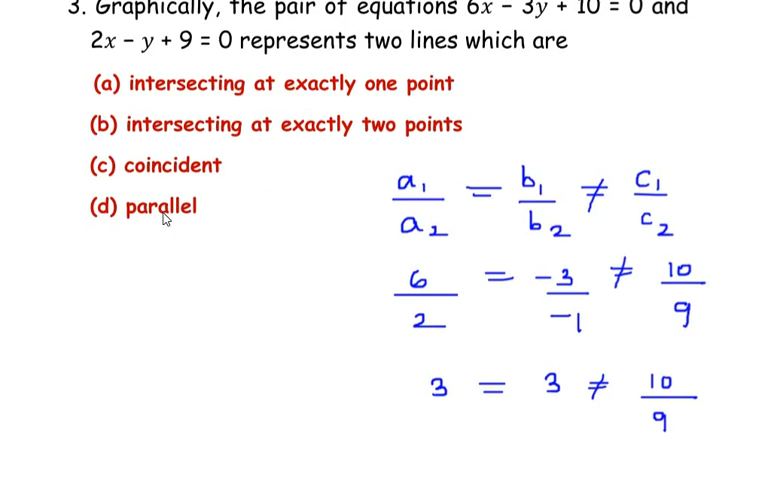 3. Graphically, the pair of equations 6x - 3y + 10 = 0 and
2x - y + 9 = 0 represents two lines which are
(a) intersecting at exactly one point
(b) intersecting at exactly two points
(c) coincident
(d) parallel
a₁/a₂ = b₁/b₂ ≠ c₁/c₂
6/2 = -3/-1 ≠ 10/9
3 = 3 ≠ 10/9